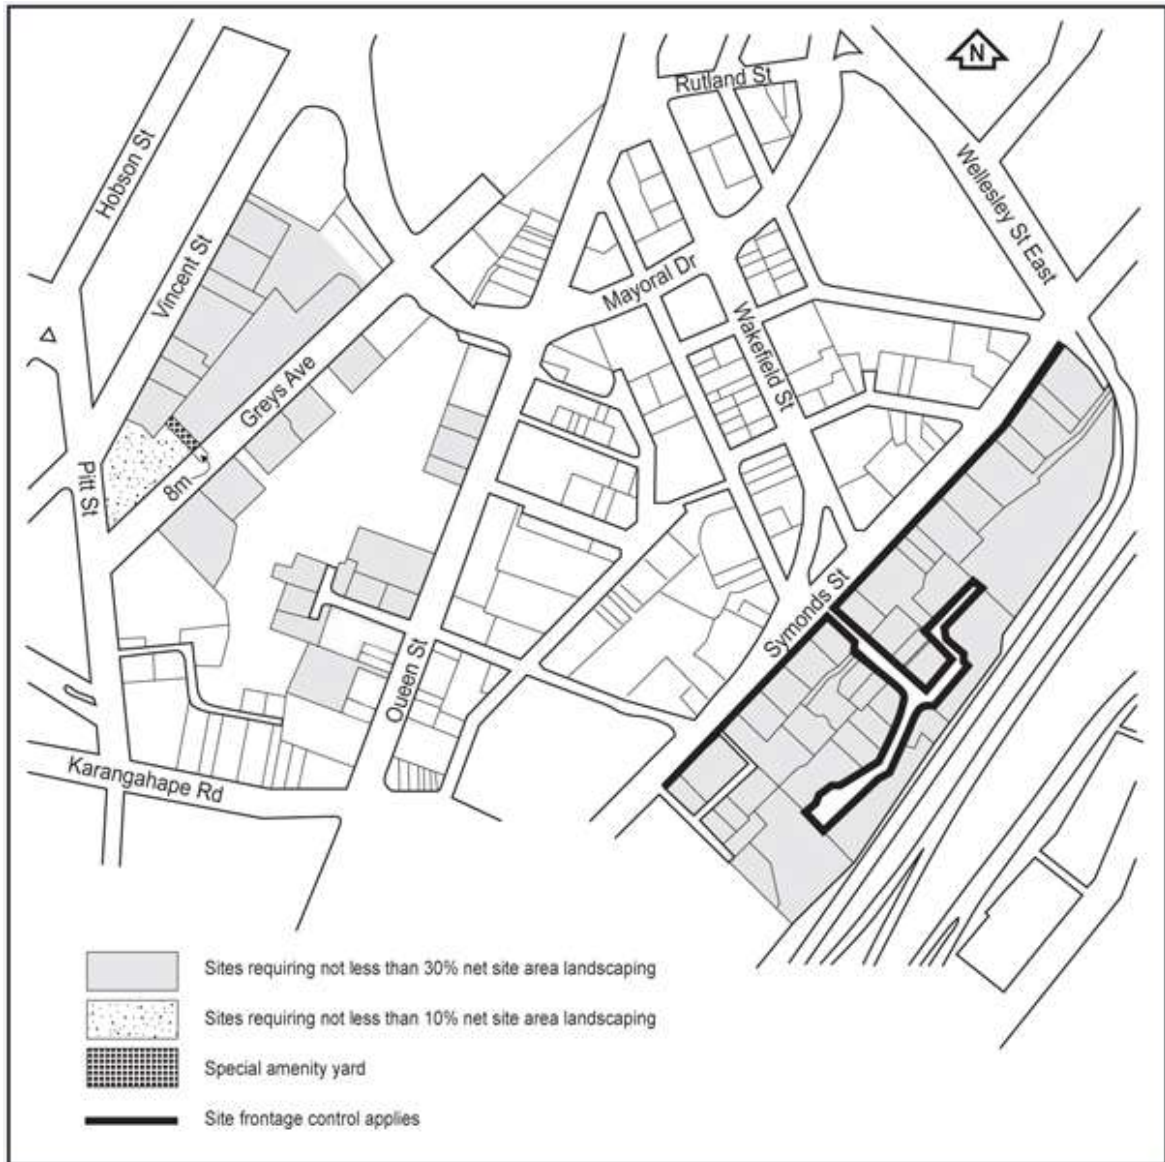 N
Rutland St
Hobson St
Wellesley St East
Vincent St
Mayoral Dr
Wakefield St
Greys Ave
8m
Pitt St
Symonds St
Queen St
Karangahape Rd
Sites requiring not less than 30% net site area landscaping
Sites requiring not less than 10% net site area landscaping
Special amenity yard
Site frontage control applies